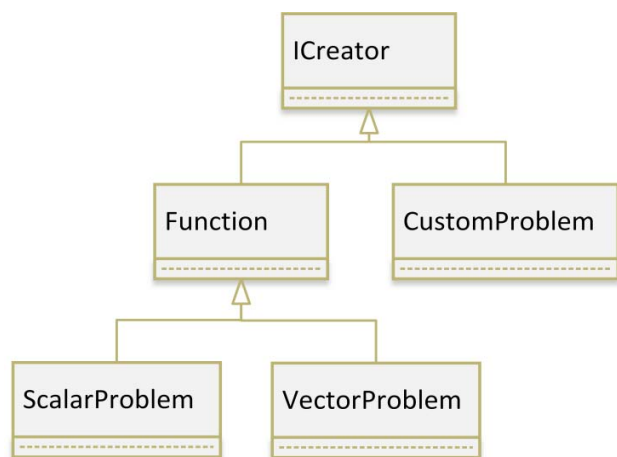 ICreator
Function
CustomProblem
ScalarProblem
VectorProblem